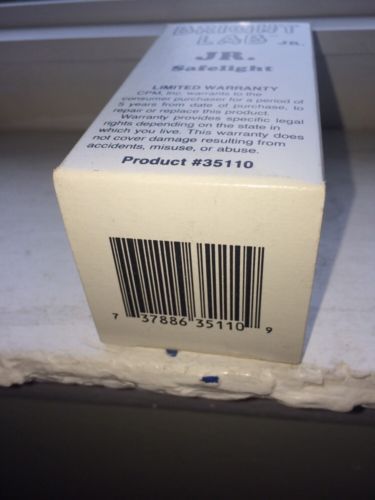 BRIGHT
LAB JR.
JR.
Safelight
LIMITED WARRANTY
CPM, Inc. warrants to the
consumer purchaser for a period of
5 years from date of purchase, to
repair or replace this product.
Warranty provides specific legal
rights depending on the state in
which you live. This warranty does
not cover damage resulting from
accidents, misuse, or abuse.
Product #35110
7 37886 35110 9